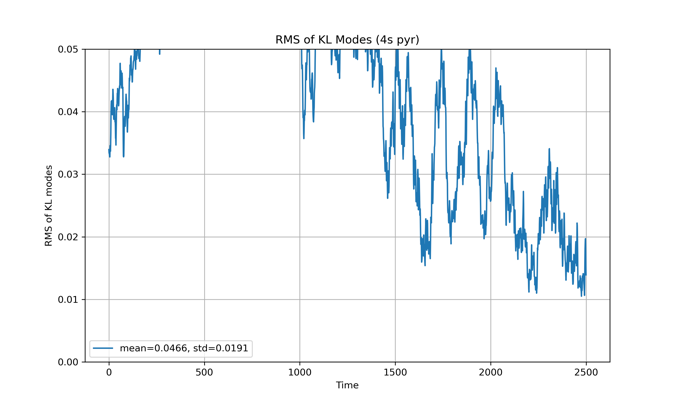 RMS of KL Modes (4s pyr)
0.05
0.04
0.03
0.02
0.01
0.00
RMS of KL modes
mean=0.0466, std=0.0191
0 500 1000 1500 2000 2500
Time